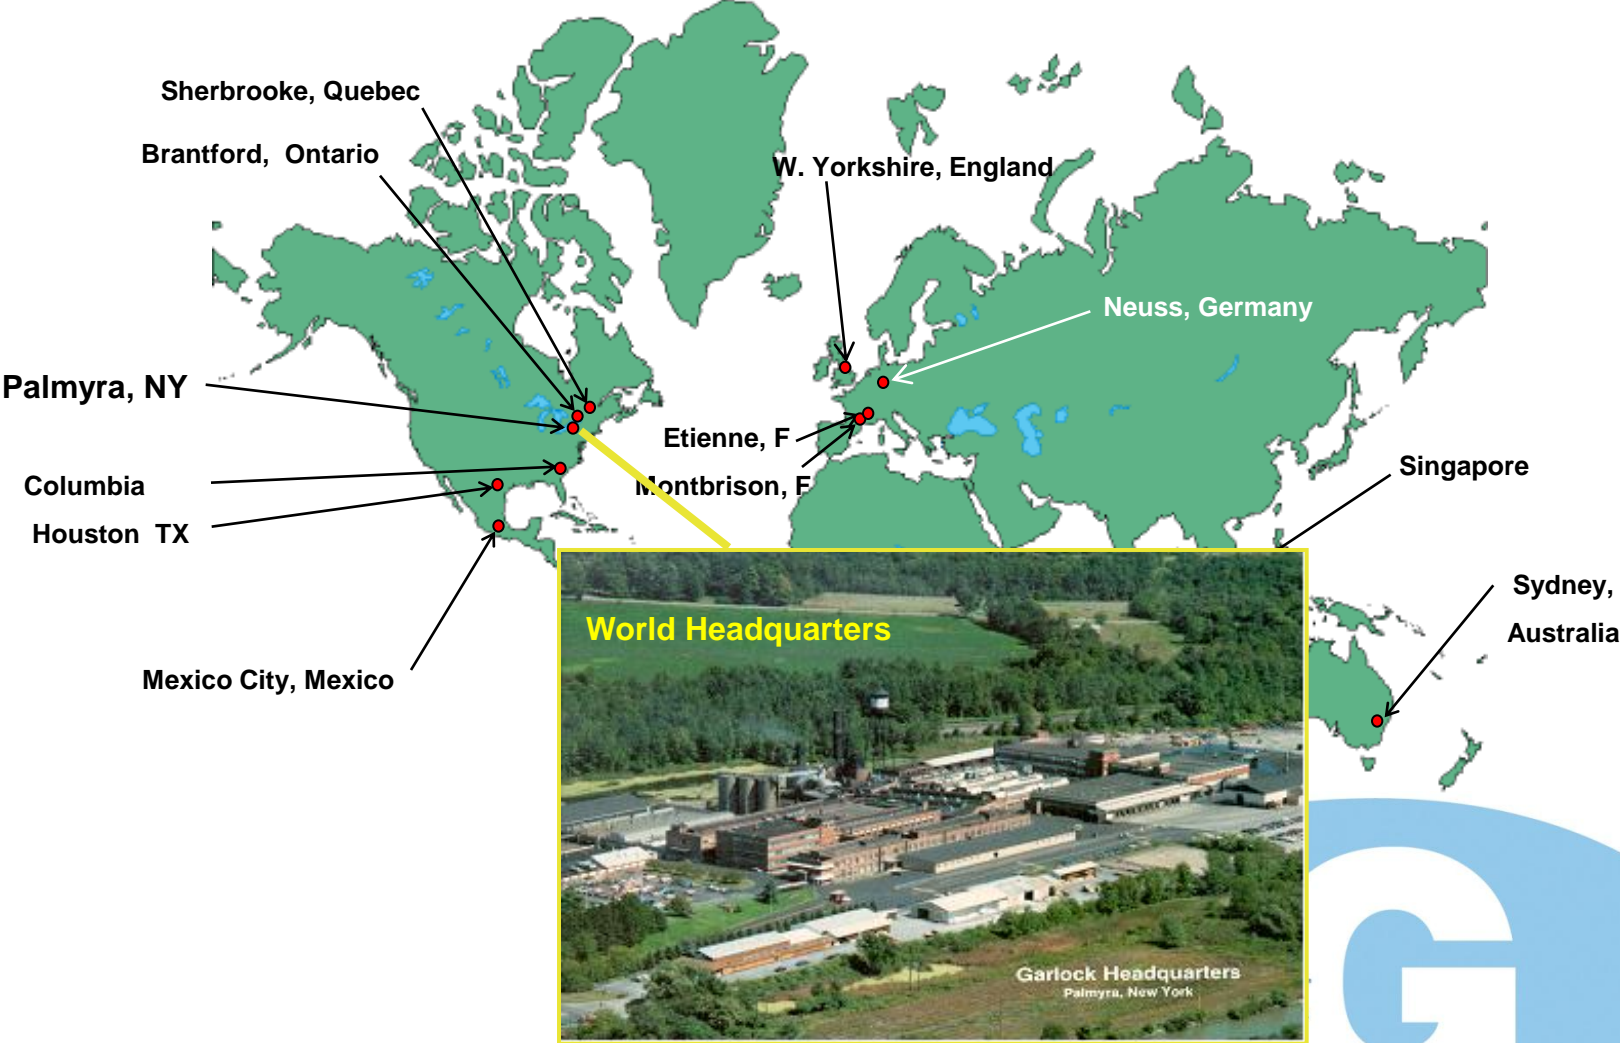 Sherbrooke, Quebec
Brantford, Ontario
W. Yorkshire, England
Neuss, Germany
Palmyra, NY
Etienne, F
Singapore
Columbia
Montbrison, F
Houston TX
Sydney,
Australia
World Headquarters
Mexico City, Mexico
Garlock Headquarters
Palmyra, New York
G